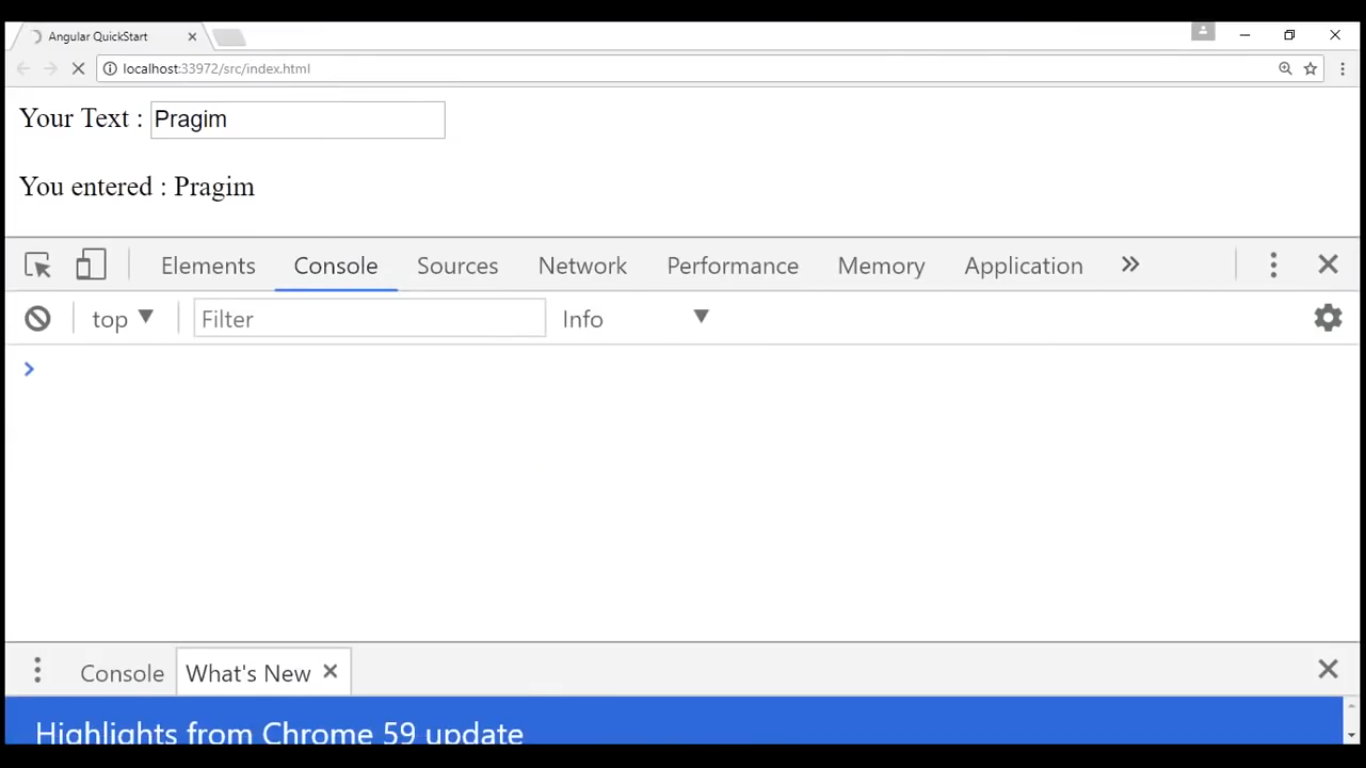 Angular QuickStart
localhost:33972/src/index.html
Your Text : Pragim
You entered : Pragim
Elements Console Sources Network Performance Memory Application
top Filter Info
Console What's New
Highlights from Chrome 59 update